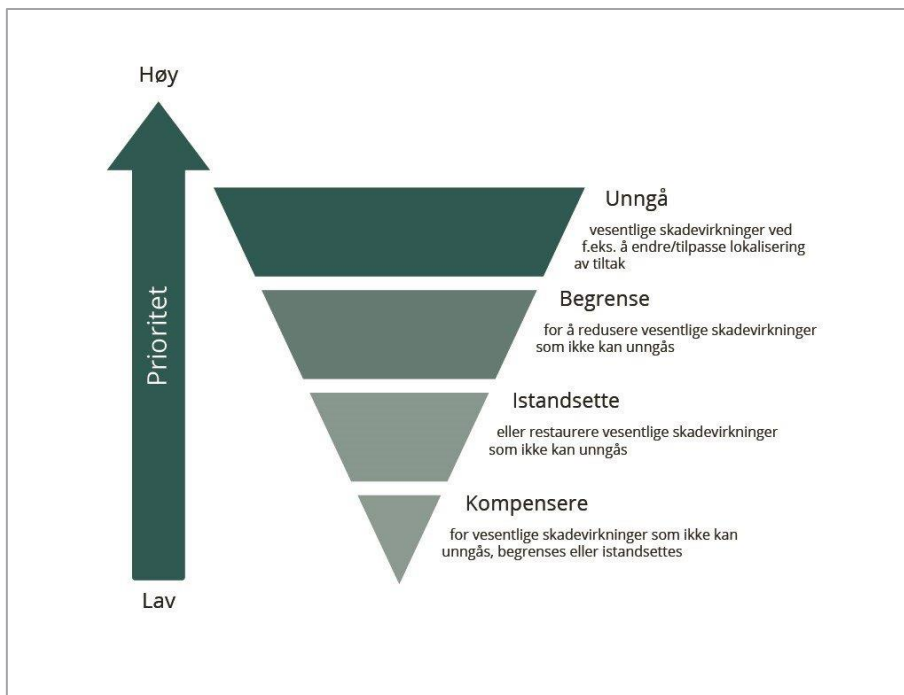 Høy
Prioritet
Lav
Unngå
vesentlige skadevirkninger ved
f.eks. å endre/tilpasse lokalisering
av tiltak
Begrense
for å redusere vesentlige skadevirkninger
som ikke kan unngås
Istandsette
eller restaurere vesentlige skadevirkninger
som ikke kan unngås
Kompensere
for vesentlige skadevirkninger som ikke kan
unngås, begrenses eller istandsettes